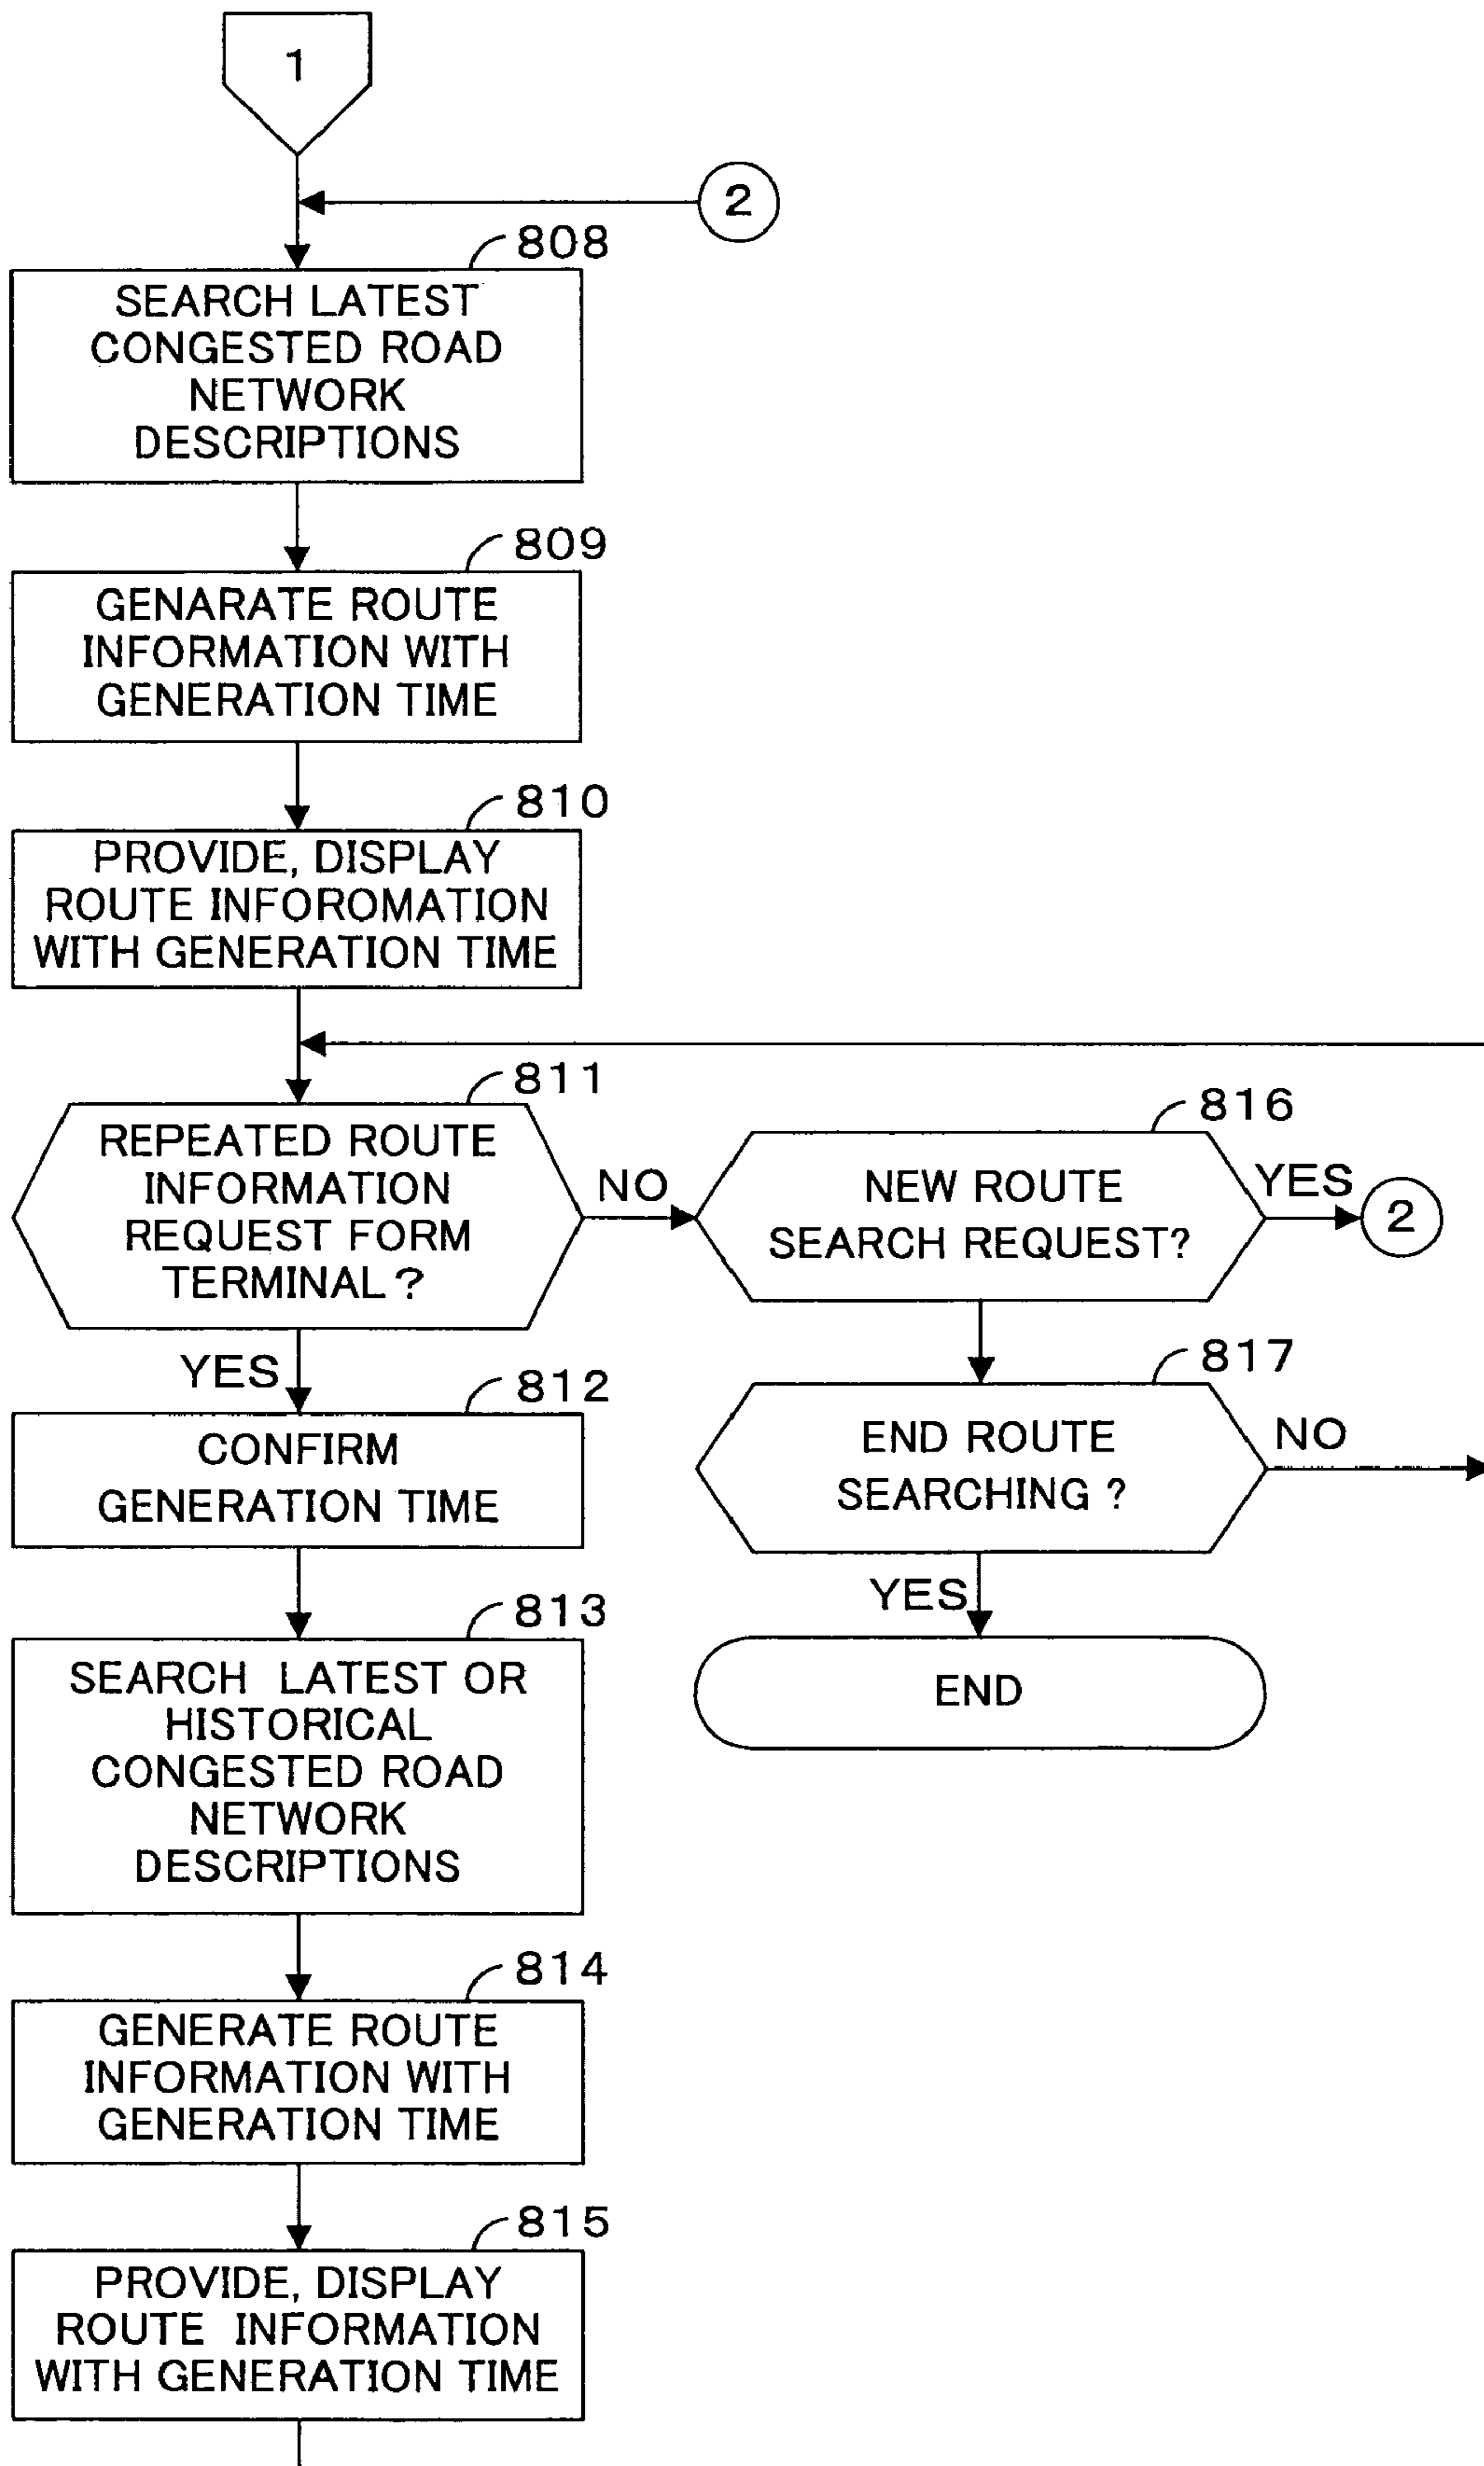 1
2
808
SEARCH LATEST
CONGESTED ROAD
NETWORK
DESCRIPTIONS
809
GENARATE ROUTE
INFORMATION WITH
GENERATION TIME
810
PROVIDE, DISPLAY
ROUTE INFOROMATION
WITH GENERATION TIME
811
REPEATED ROUTE
INFORMATION
REQUEST FORM
TERMINAL ?
NO
816
NEW ROUTE
SEARCH REQUEST?
YES
2
YES
812
CONFIRM
GENERATION TIME
817
END ROUTE
SEARCHING ?
NO
YES
END
813
SEARCH LATEST OR
HISTORICAL
CONGESTED ROAD
NETWORK
DESCRIPTIONS
814
GENERATE ROUTE
INFORMATION WITH
GENERATION TIME
815
PROVIDE, DISPLAY
ROUTE INFORMATION
WITH GENERATION TIME